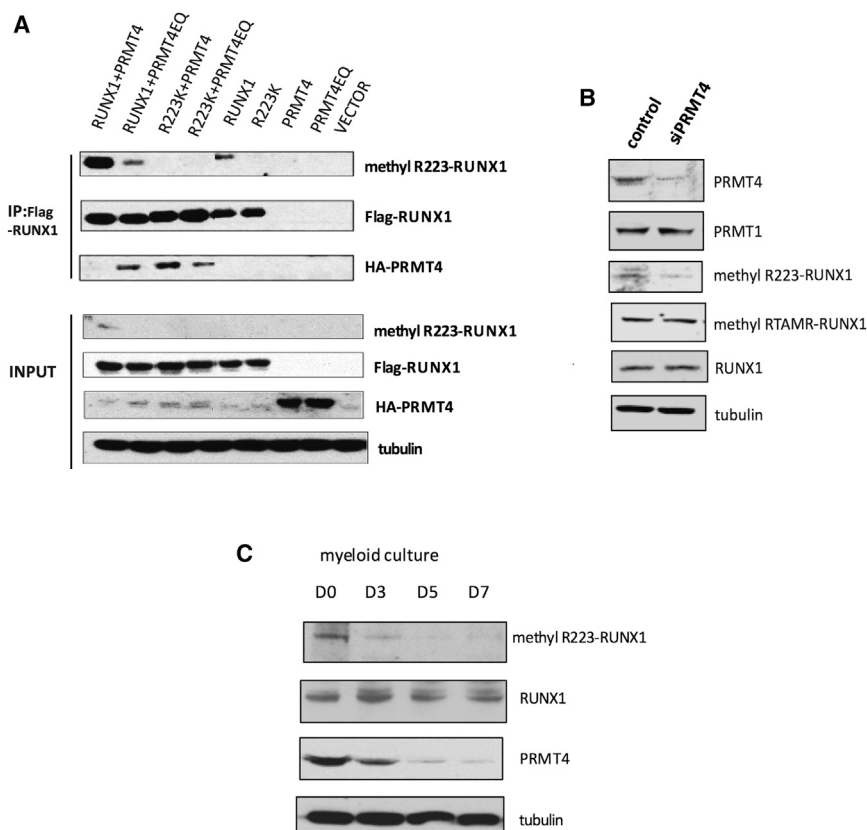 A
RUNX1+PRMT4
RUNX1+PRMT4EQ
R223K+PRMT4
R223K+PRMT4EQ
RUNX1
R223K
PRMT4
PRMT4EQ
VECTOR
IP:Flag
-RUNX1
methyl R223-RUNX1
Flag-RUNX1
HA-PRMT4
INPUT
methyl R223-RUNX1
Flag-RUNX1
HA-PRMT4
tubulin
B
control
siPRMT4
PRMT4
PRMT1
methyl R223-RUNX1
methyl RTAMR-RUNX1
RUNX1
tubulin
C
myeloid culture
D0 D3 D5 D7
methyl R223-RUNX1
RUNX1
PRMT4
tubulin